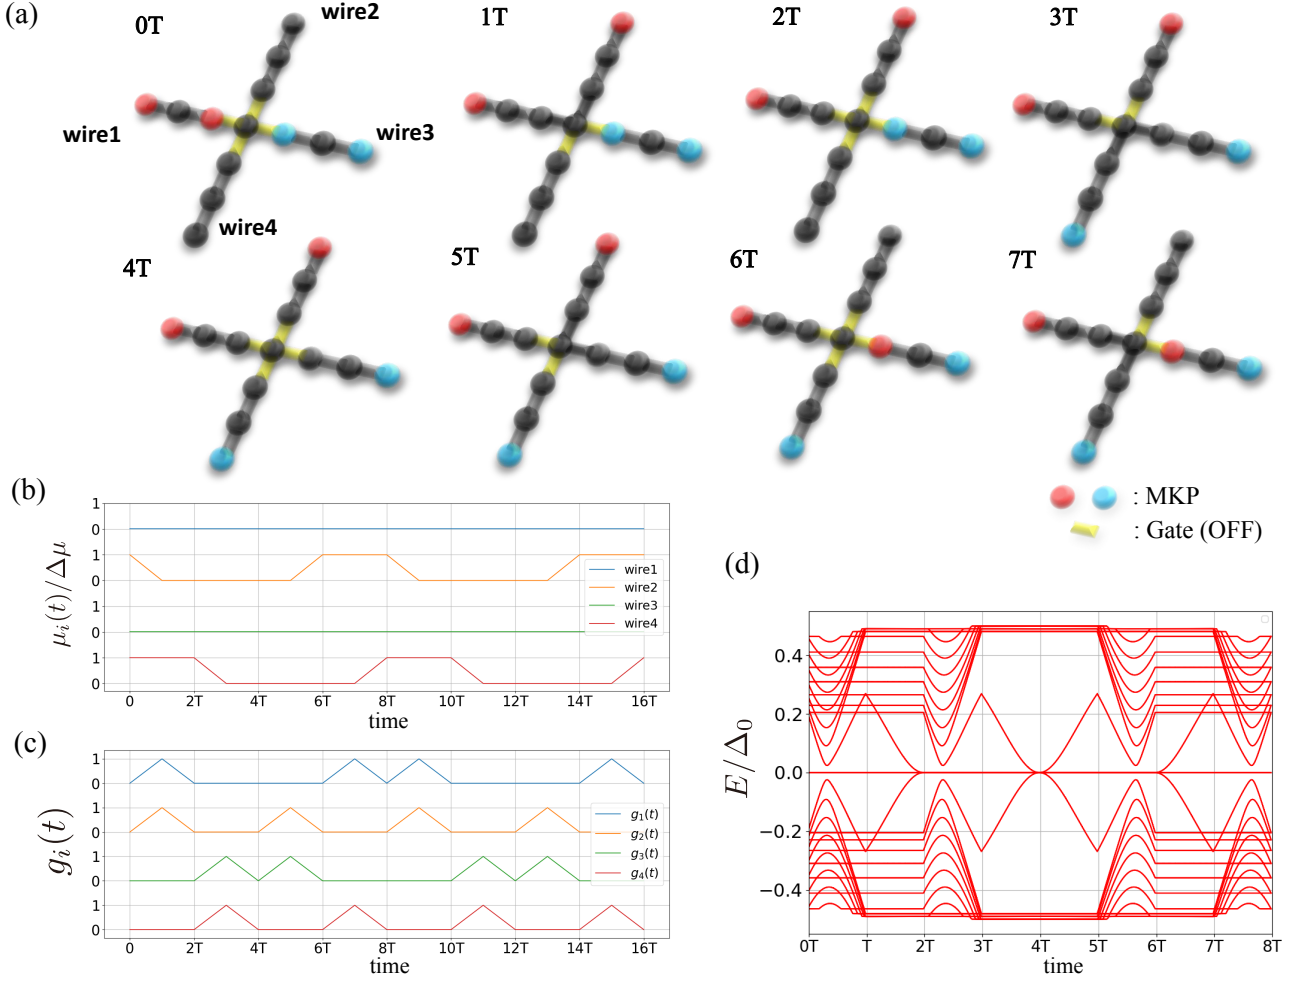 (a)
0T
wire2
1T
2T
3T
wire1
wire3
wire4
4T
5T
6T
7T
: MKP
: Gate (OFF)
(b)
μᵢ(t)/Δμ
1
0
1
0
1
0
1
0
wire1
wire2
wire3
wire4
0 2T 4T 6T 8T 10T 12T 14T 16T
time
(c)
gᵢ(t)
1
0
1
0
1
0
1
0
g₁(t)
g₂(t)
g₃(t)
g₄(t)
0 2T 4T 6T 8T 10T 12T 14T 16T
time
(d)
E/Δ₀
0.4
0.2
0.0
−0.2
−0.4
0T T 2T 3T 4T 5T 6T 7T 8T
time